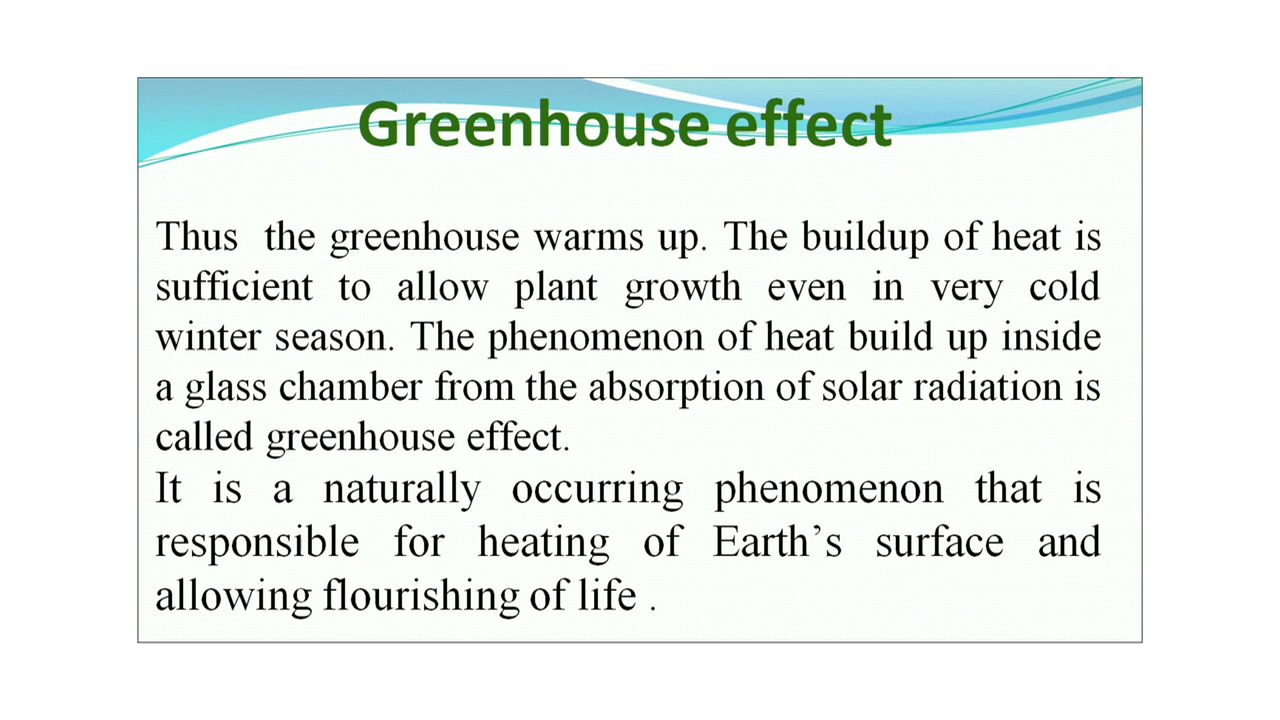 Greenhouse effect
Thus the greenhouse warms up. The buildup of heat is
sufficient to allow plant growth even in very cold
winter season. The phenomenon of heat build up inside
a glass chamber from the absorption of solar radiation is
called greenhouse effect.
It is a naturally occurring phenomenon that is
responsible for heating of Earth’s surface and
allowing flourishing of life .